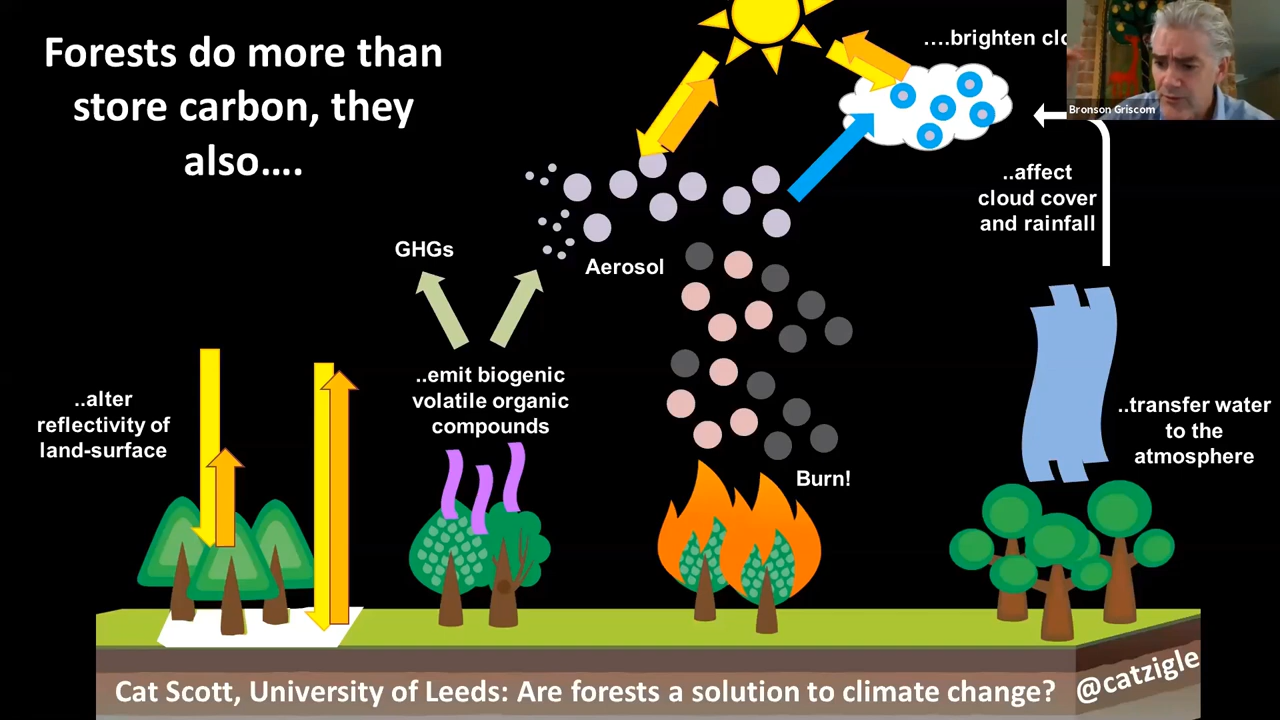 Forests do more than
store carbon, they
also....
....brighten
Bronson Griscom
..affect
cloud cover
and rainfall
GHGs
Aerosol
..emit biogenic
volatile organic
compounds
..alter
reflectivity of
land-surface
..transfer water
to the
atmosphere
Burn!
Cat Scott, University of Leeds: Are forests a solution to climate change?
@catzigle